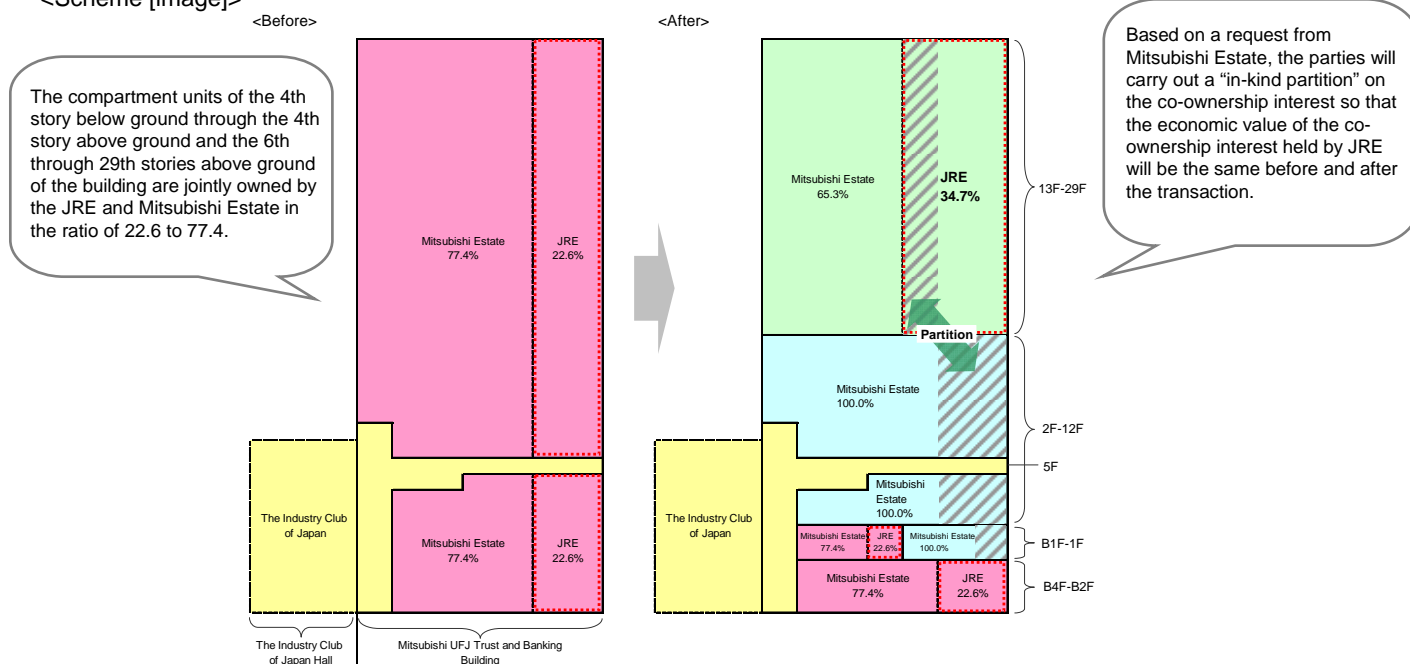 <Scheme [image]>
<Before>
<After>
The compartment units of the 4th
story below ground through the 4th
story above ground and the 6th
through 29th stories above ground
of the building are jointly owned by
the JRE and Mitsubishi Estate in
the ratio of 22.6 to 77.4.
Mitsubishi Estate
77.4%
JRE
22.6%
The Industry Club
of Japan
Mitsubishi Estate
77.4%
JRE
22.6%
The Industry Club
of Japan Hall
Mitsubishi UFJ Trust and Banking
Building
Mitsubishi Estate
65.3%
JRE
34.7%
13F-29F
Partition
Mitsubishi Estate
100.0%
2F-12F
5F
Mitsubishi
Estate
100.0%
The Industry Club
of Japan
Mitsubishi Estate
77.4%
JRE
22.6%
Mitsubishi Estate
100.0%
B1F-1F
Mitsubishi Estate
77.4%
JRE
22.6%
B4F-B2F
Based on a request from
Mitsubishi Estate, the parties will
carry out a “in-kind partition” on
the co-ownership interest so that
the economic value of the co-
ownership interest held by JRE
will be the same before and after
the transaction.